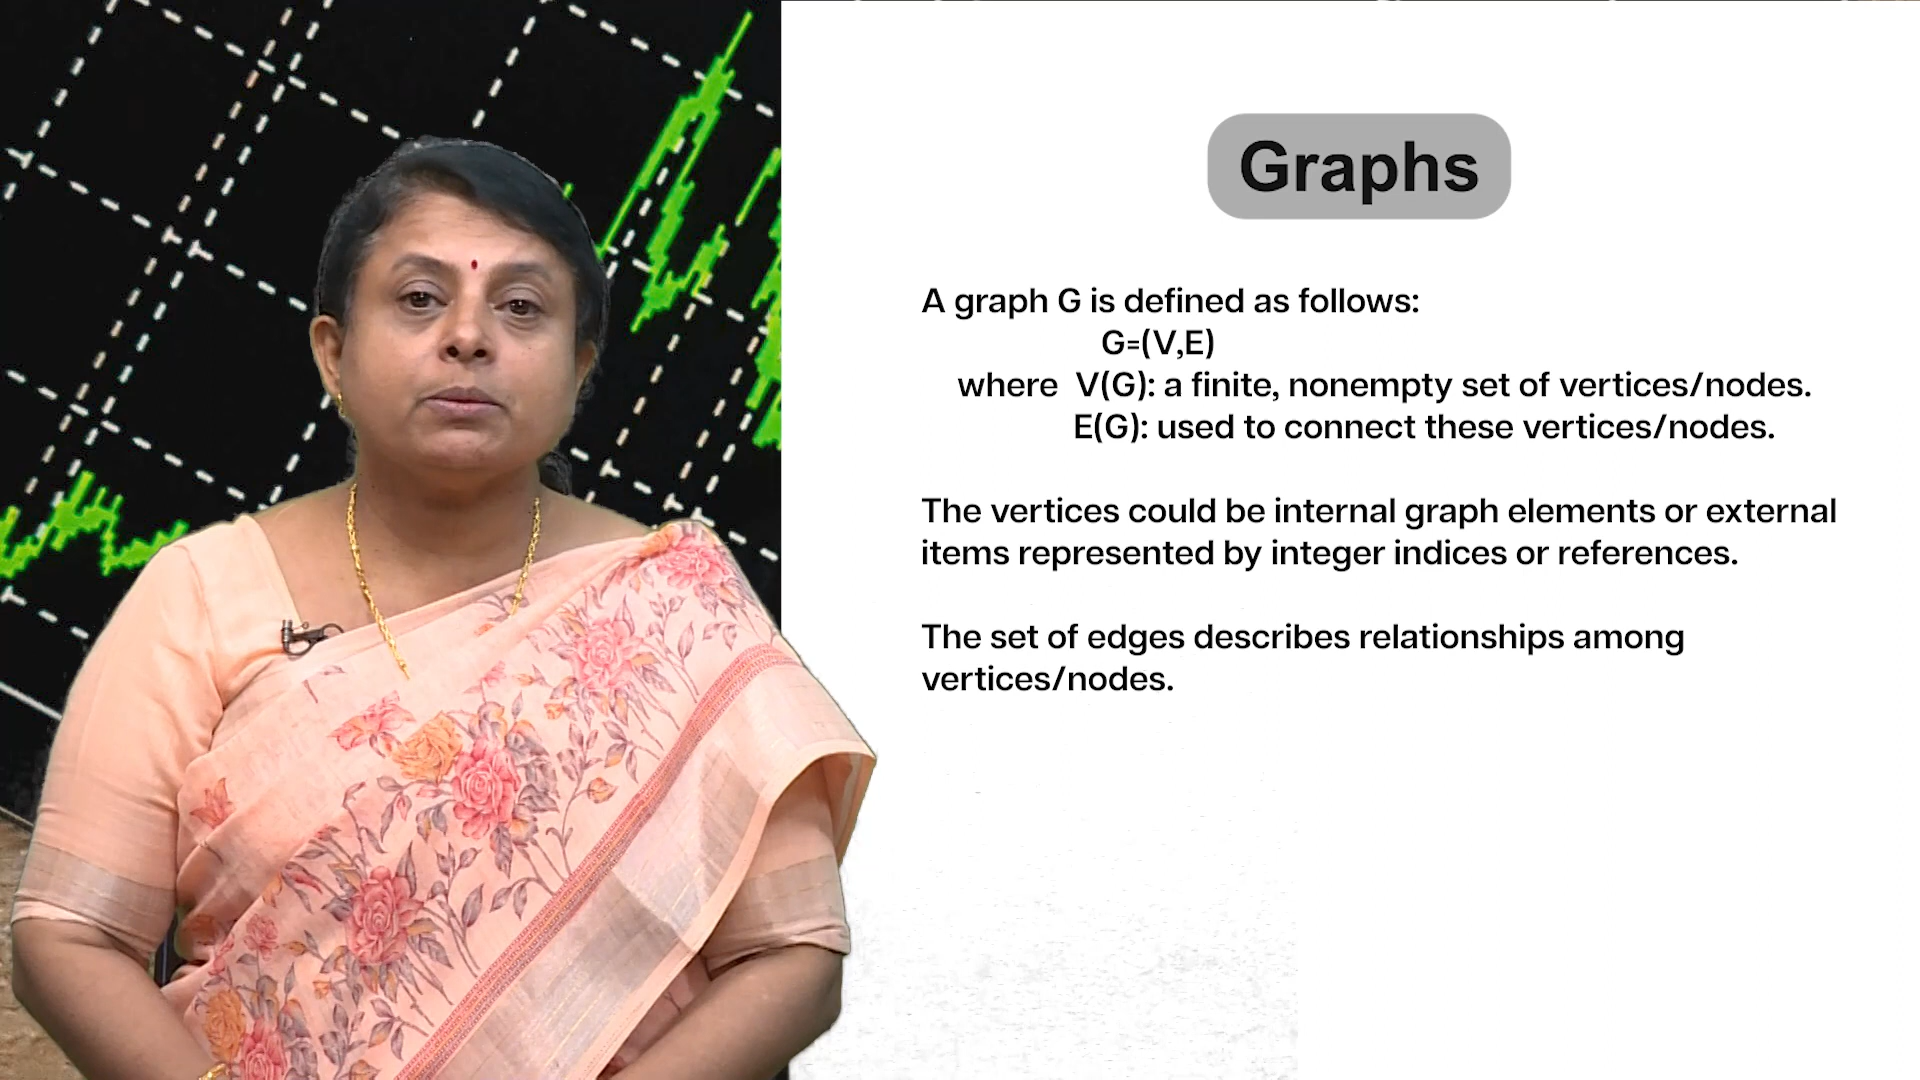 Graphs
A graph G is defined as follows:
G=(V,E)
where V(G): a finite, nonempty set of vertices/nodes.
E(G): used to connect these vertices/nodes.
The vertices could be internal graph elements or external
items represented by integer indices or references.
The set of edges describes relationships among
vertices/nodes.